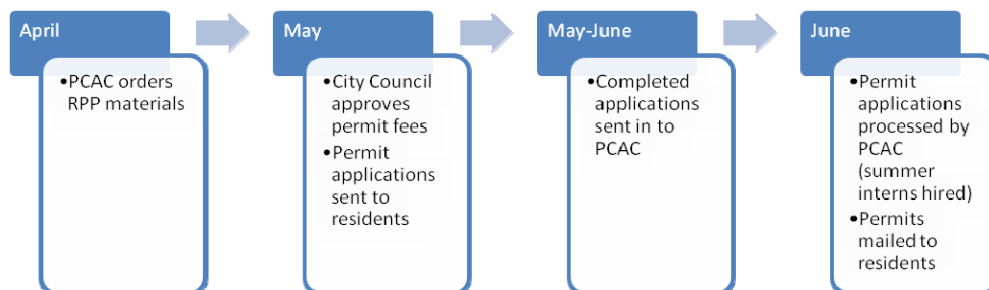 April
•PCAC orders
RPP materials
May
•City Council
approves
permit fees
•Permit
applications
sent to
residents
May-June
•Completed
applications
sent in to
PCAC
June
•Permit
applications
processed by
PCAC
(summer
interns hired)
•Permits
mailed to
residents